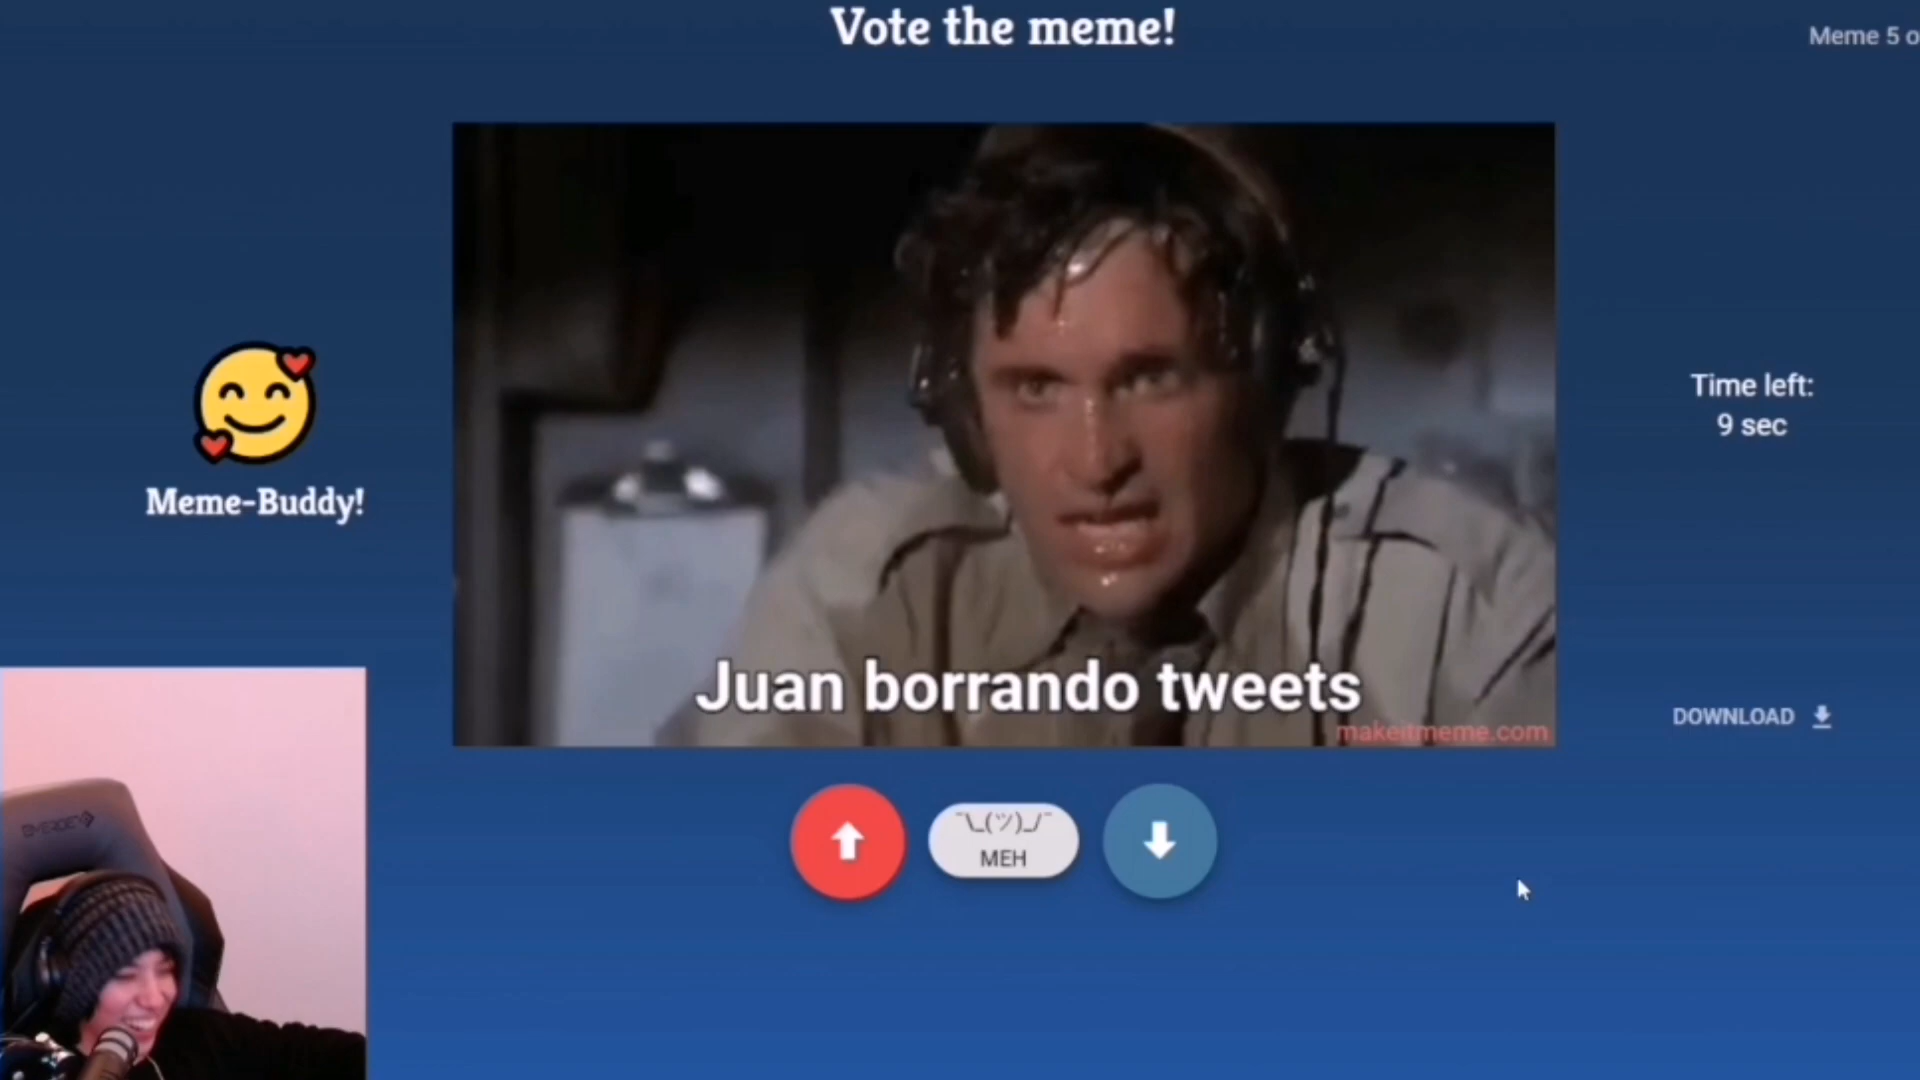 Vote the meme!
Meme 5 o
Meme-Buddy!
Time left:
9 sec
Juan borrando tweets
makeitmeme.com
DOWNLOAD
¯\_(ツ)_/¯
MEH